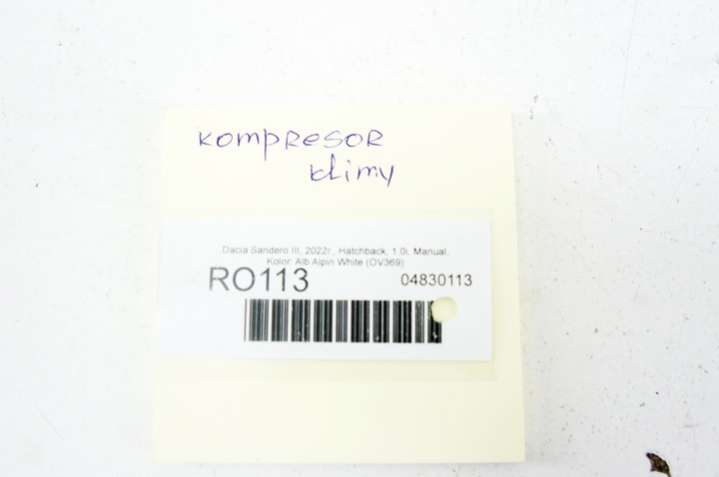 kompresor
klimy
Dacia Sandero III, 2022r., Hatchback, 1.0i, Manual,
Kolor: Alb Alpin White (OV369)
RO113 04830113